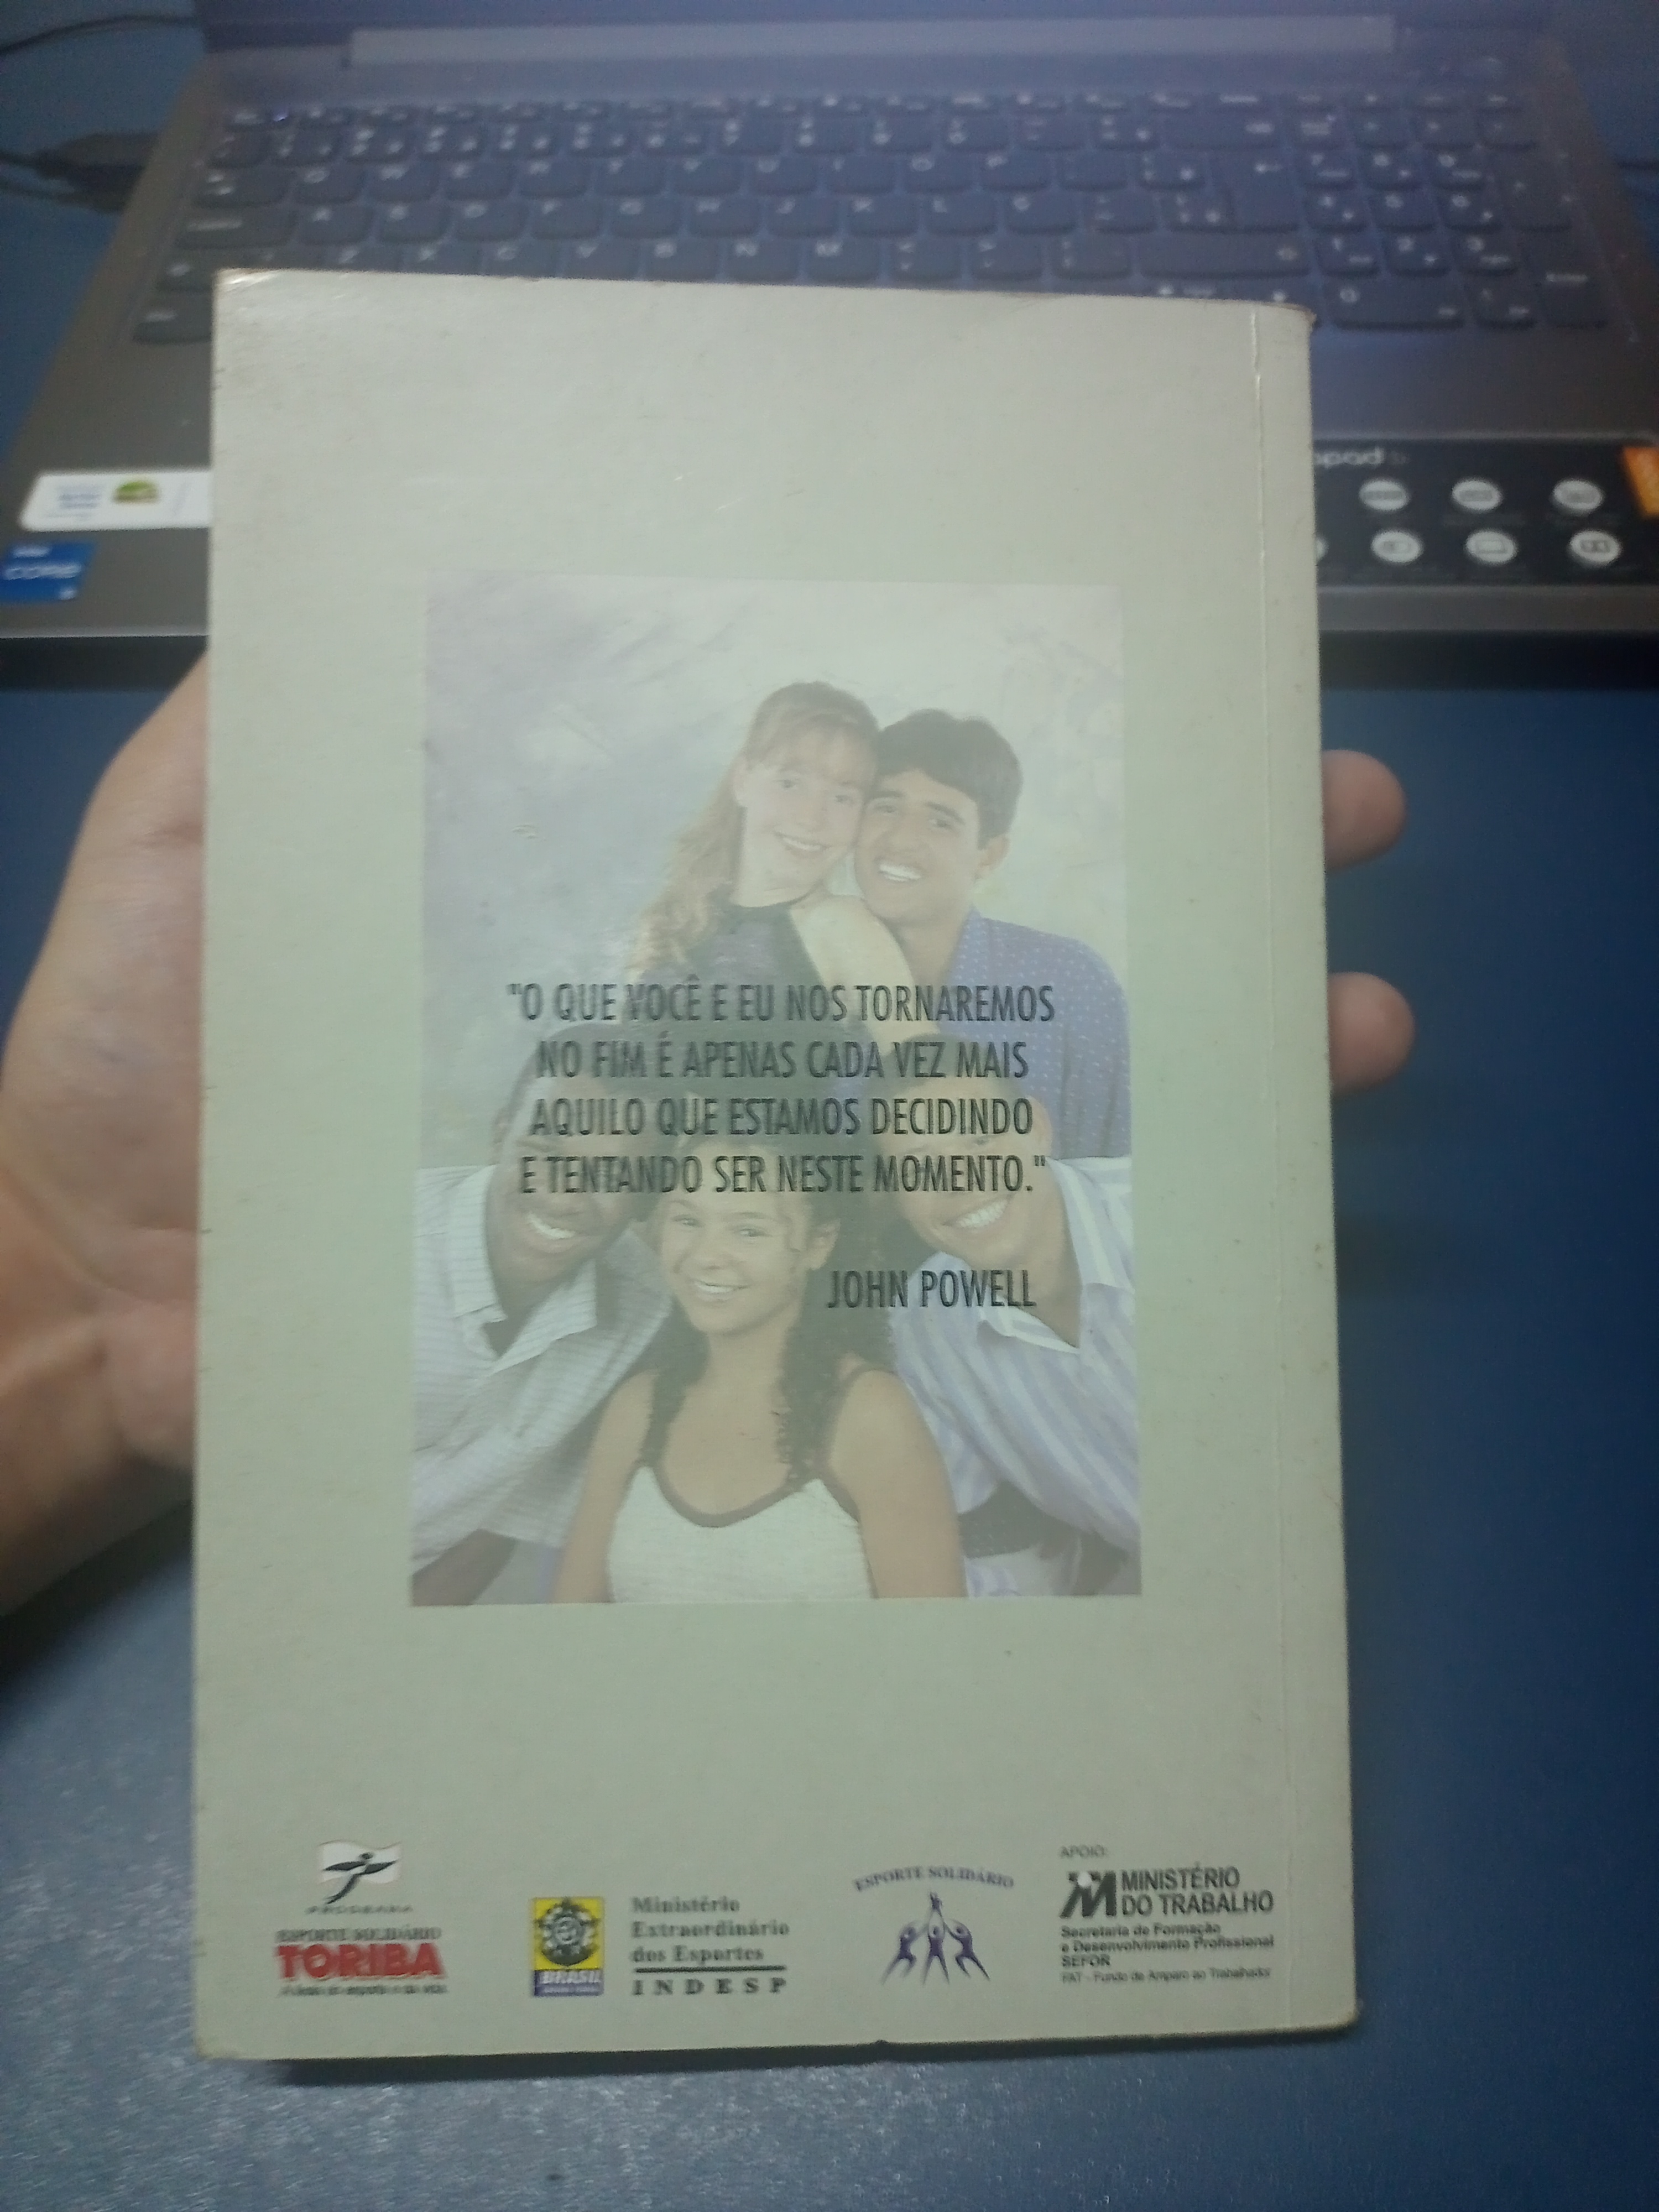 "O QUE VOCÊ E EU NOS TORNAREMOS
NO FIM É APENAS CADA VEZ MAIS
AQUILO QUE ESTAMOS DECIDINDO
E TENTANDO SER NESTE MOMENTO."
JOHN POWELL
PROGRAMA
ESPORTE SOLIDÁRIO
TORIBA
BRASIL
Ministério
Extraordinário
dos Esportes
INDESP
ESPORTE SOLIDÁRIO
APOIO:
MINISTÉRIO
DO TRABALHO
Secretaria de Formação
e Desenvolvimento Profissional
SEFOR
FAT - Fundo de Amparo ao Trabalhador